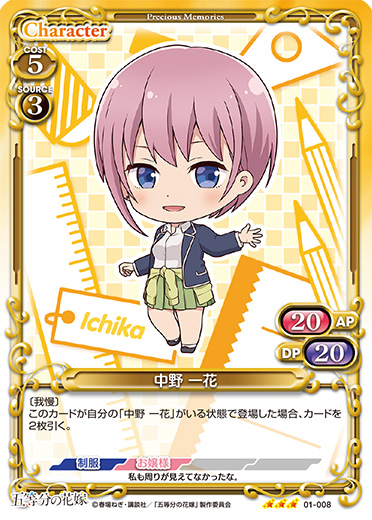 Precious Memories
Character
COST
5
SOURCE
3
Ichika
20 AP
DP 20
中野 一花
〔我慢〕
このカードが自分の「中野 一花」がいる状態で登場した場合、カードを
2枚引く。
制服 お嬢様
私も周りが見えてなかったな。
五等分の花嫁
©春場ねぎ・講談社／「五等分の花嫁」製作委員会
★★★ 01-008